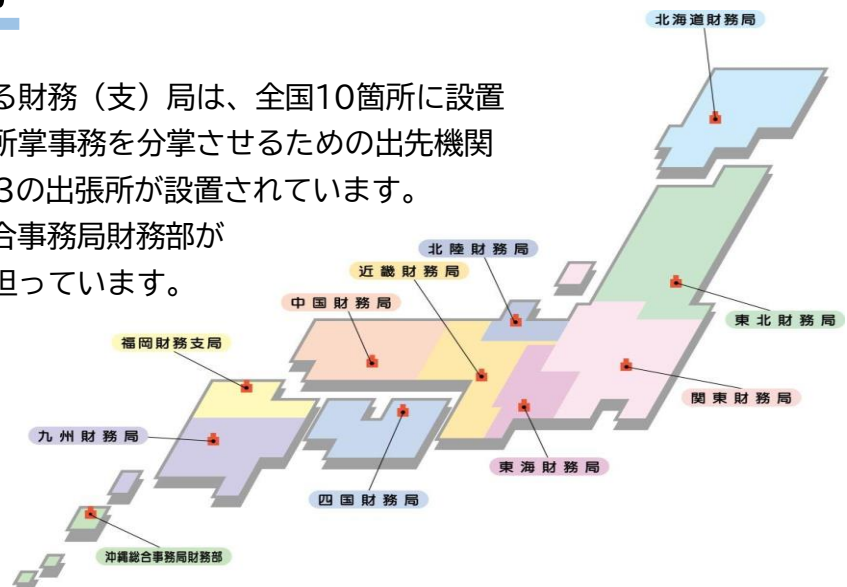 る財務（支）局は、全国10箇所に設置
所掌事務を分掌させるための出先機関
3の出張所が設置されています。
合事務局財務部が
担っています。
北海道財務局
北陸財務局
近畿財務局
中国財務局
東北財務局
福岡財務支局
関東財務局
九州財務局
東海財務局
四国財務局
沖縄総合事務局財務部